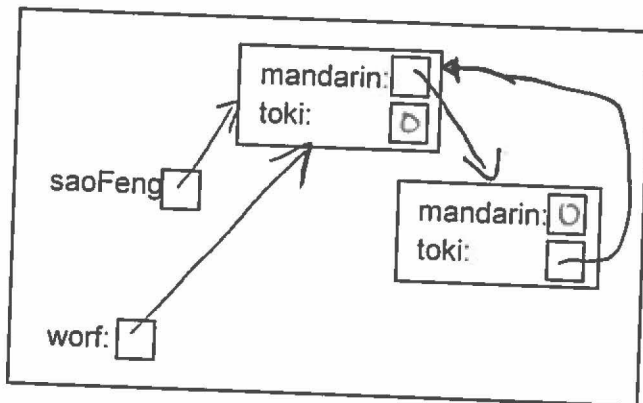 mandarin:
toki: 0
saoFeng
mandarin: 0
toki:
worf: